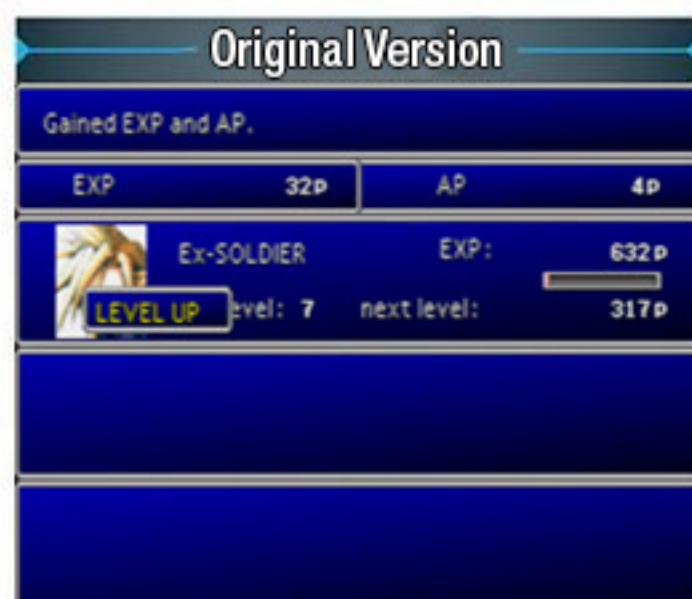 Original Version
Gained EXP and AP.
EXP 32p AP 4p
Ex-SOLDIER EXP: 632p
LEVEL UP evel: 7 next level: 317p